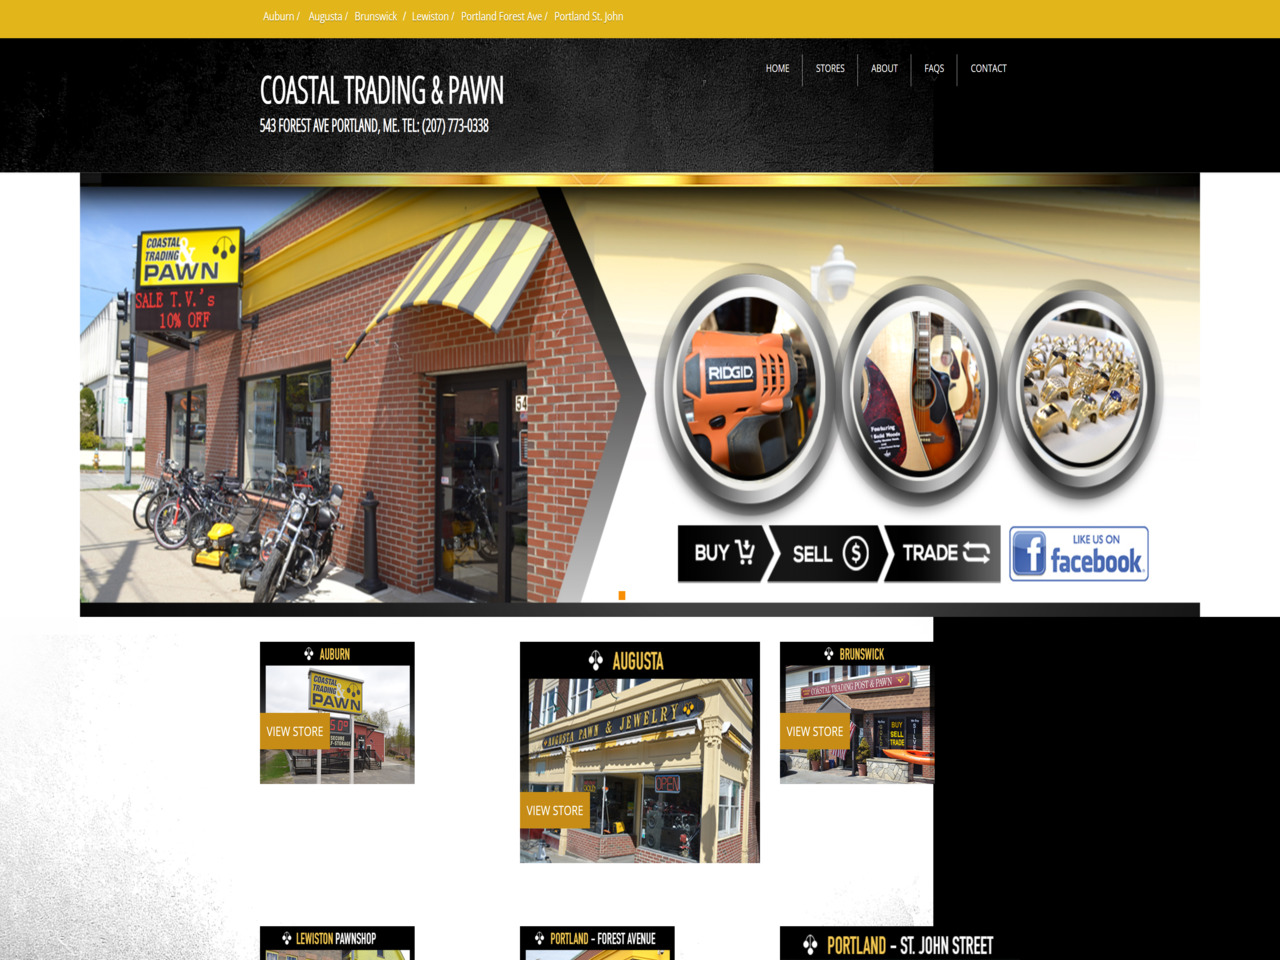 Auburn / Augusta / Brunswick / Lewiston / Portland Forest Ave / Portland St. John
HOME STORES ABOUT FAQS CONTACT
COASTAL TRADING & PAWN
543 FOREST AVE PORTLAND, ME. TEL: (207) 773-0338
COASTAL
TRADING
&
PAWN
SALE T.V.'s
10% OFF
54
RIDGID
Featuring
BUY SELL TRADE
LIKE US ON
facebook
AUBURN
COASTAL
TRADING
&
PAWN
SECURE
VIEW STORE
AUGUSTA
AUGUSTA PAWN & JEWELRY
OPEN
VIEW STORE
BRUNSWICK
COASTAL TRADING POST & PAWN
BUY
SELL
TRADE
VIEW STORE
LEWISTON PAWNSHOP
PORTLAND - FOREST AVENUE
PORTLAND - ST. JOHN STREET